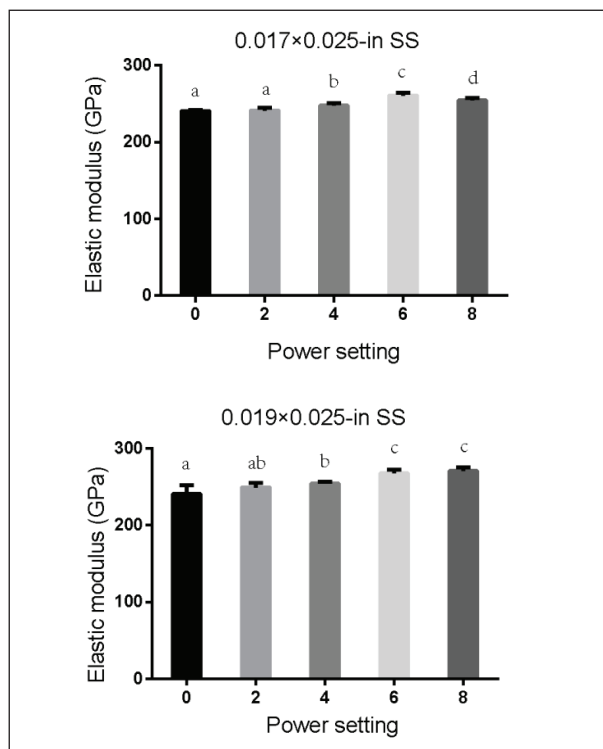 0.017×0.025-in SS
300
200
100
0
Elastic modulus (GPa)
a
a
b
c
d
0 2 4 6 8
Power setting
0.019×0.025-in SS
300
200
100
0
Elastic modulus (GPa)
a
ab
b
c
c
0 2 4 6 8
Power setting